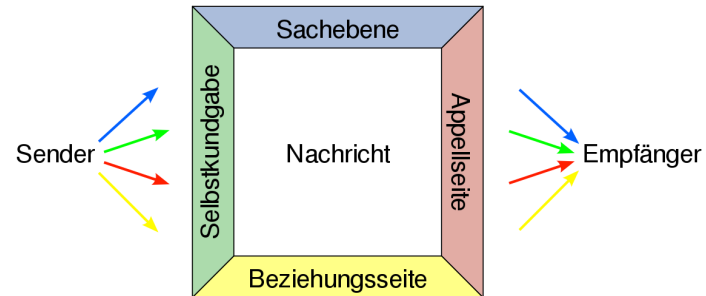 Sachebene
Sender
Selbstkundgabe
Nachricht
Appellseite
Empfänger
Beziehungsseite